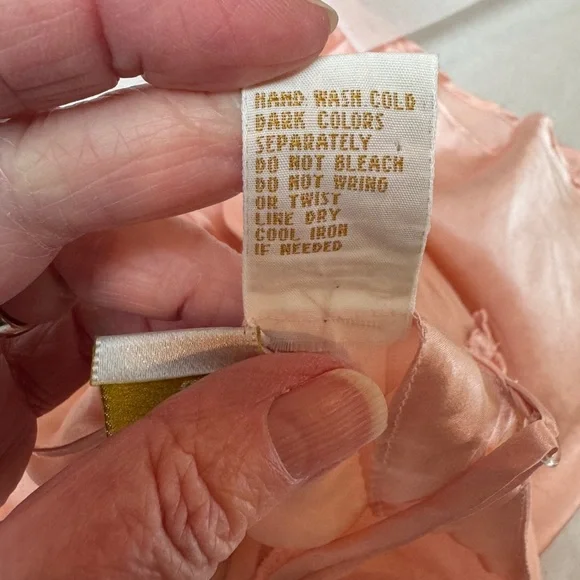 HAND WASH COLD
DARK COLORS
SEPARATELY
DO NOT BLEACH
DO NOT WRING
OR TWIST
LINE DRY
COOL IRON
IF NEEDED